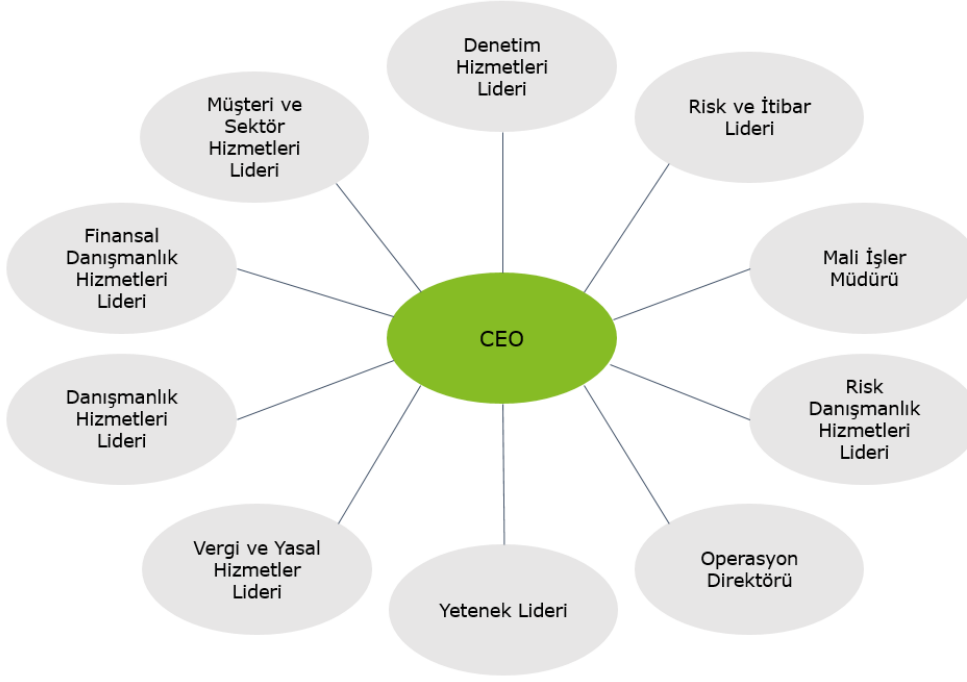 Denetim
Hizmetleri
Lideri
Risk ve İtibar
Lideri
Mali İşler
Müdürü
Risk
Danışmanlık
Hizmetleri
Lideri
Operasyon
Direktörü
Yetenek Lideri
Vergi ve Yasal
Hizmetler
Lideri
Danışmanlık
Hizmetleri
Lideri
Finansal
Danışmanlık
Hizmetleri
Lideri
Müşteri ve
Sektör
Hizmetleri
Lideri
CEO